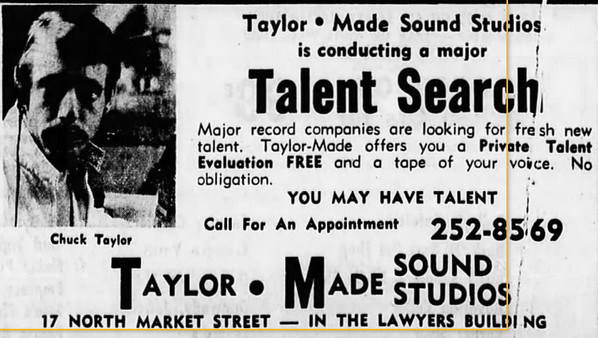 Taylor • Made Sound Studios
is conducting a major
Talent Search
Major record companies are looking for fresh new
talent. Taylor-Made offers you a Private Talent
Evaluation FREE and a tape of your voice. No
obligation.
YOU MAY HAVE TALENT
Call For An Appointment 252-8569
Chuck Taylor
TAYLOR • MADE SOUND STUDIOS
17 NORTH MARKET STREET — IN THE LAWYERS BUILDING